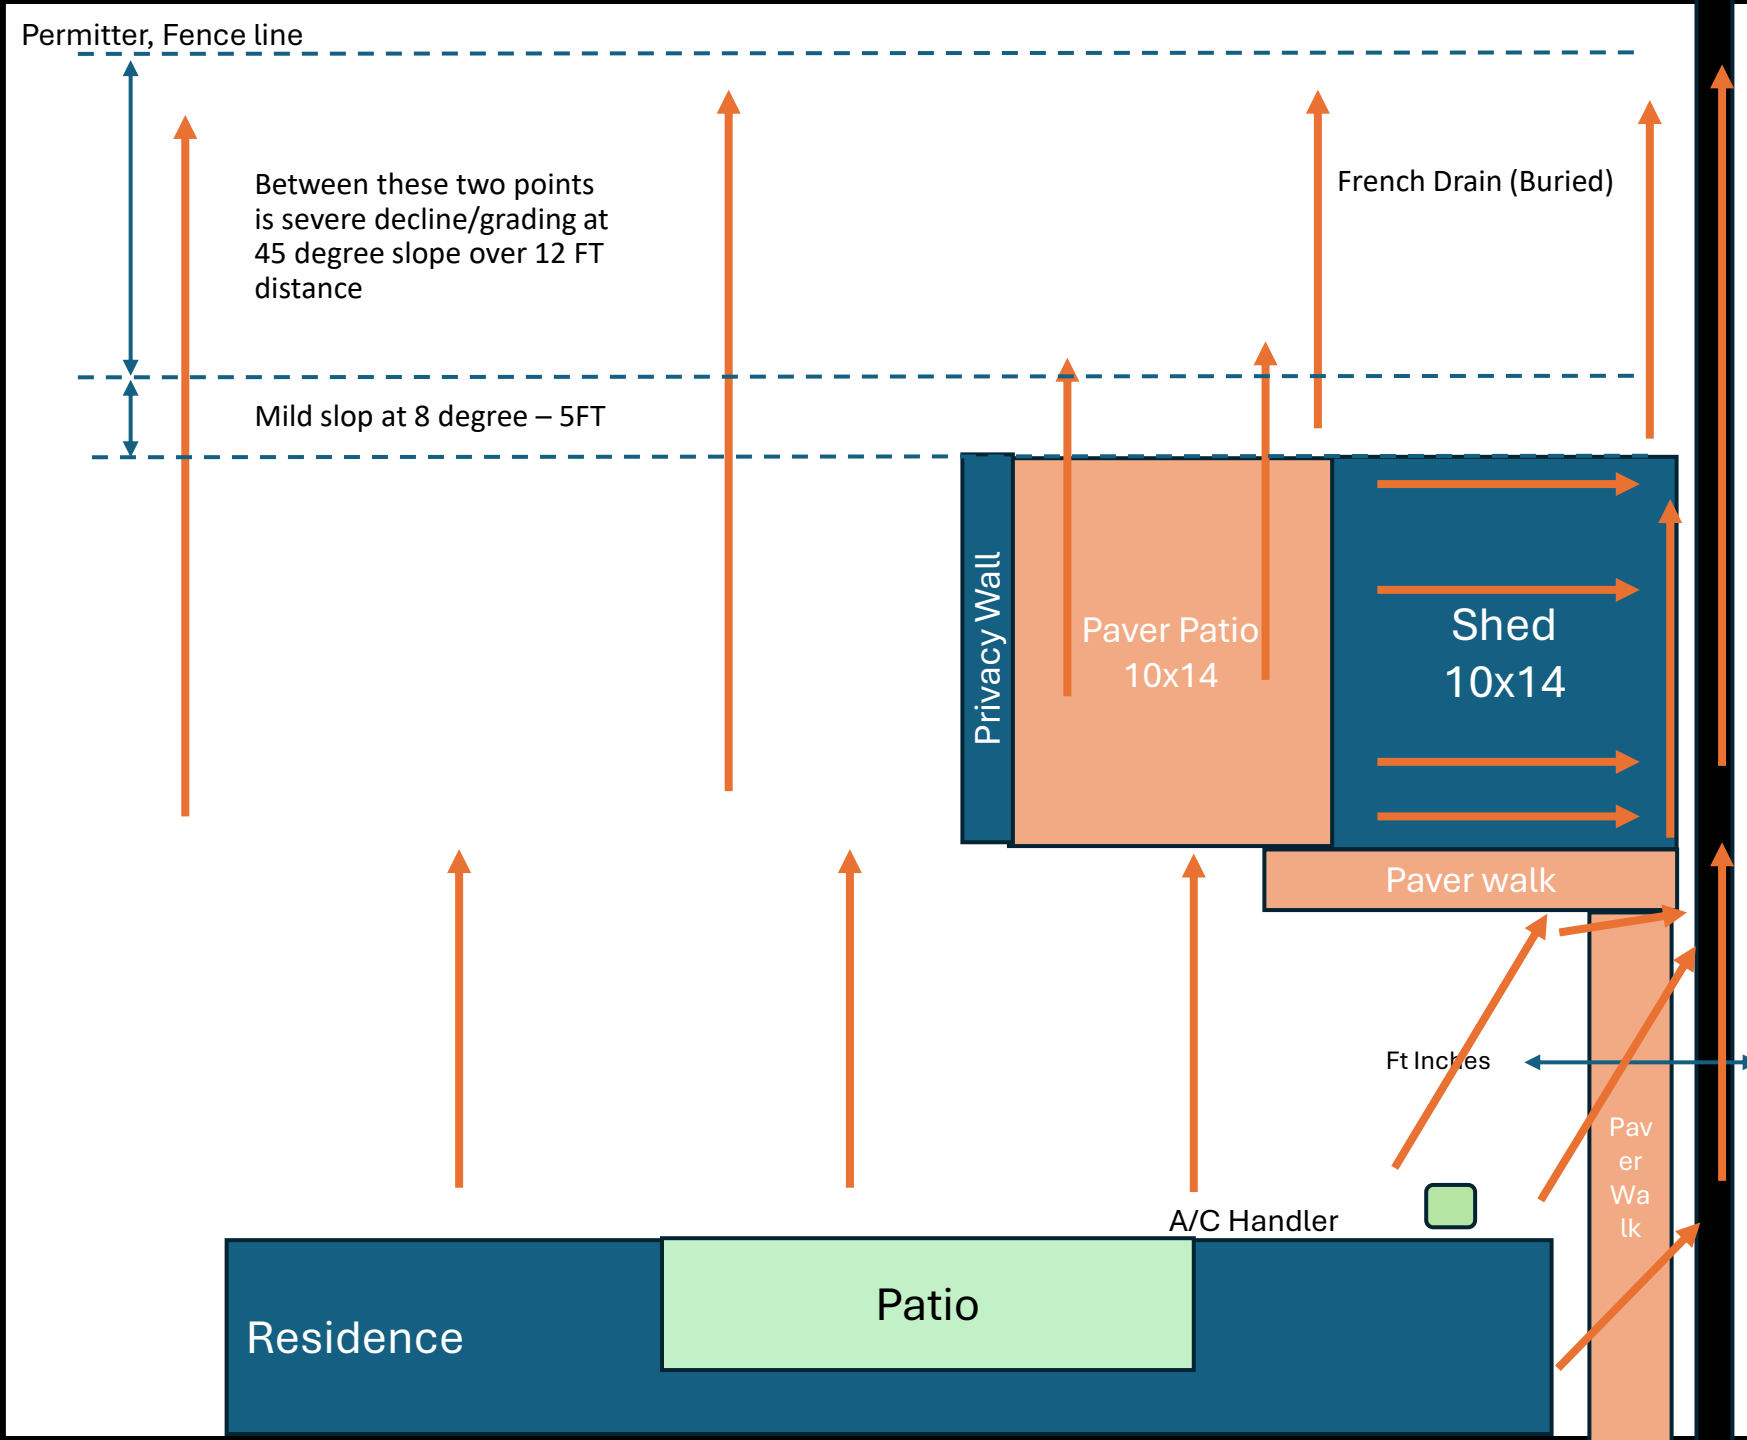 Permitter, Fence line
Between these two points
is severe decline/grading at
45 degree slope over 12 FT
distance
French Drain (Buried)
Mild slop at 8 degree – 5FT
Privacy Wall
Paver Patio
10x14
Shed
10x14
Paver walk
Ft Inches
Pav
er
Wa
lk
A/C Handler
Patio
Residence